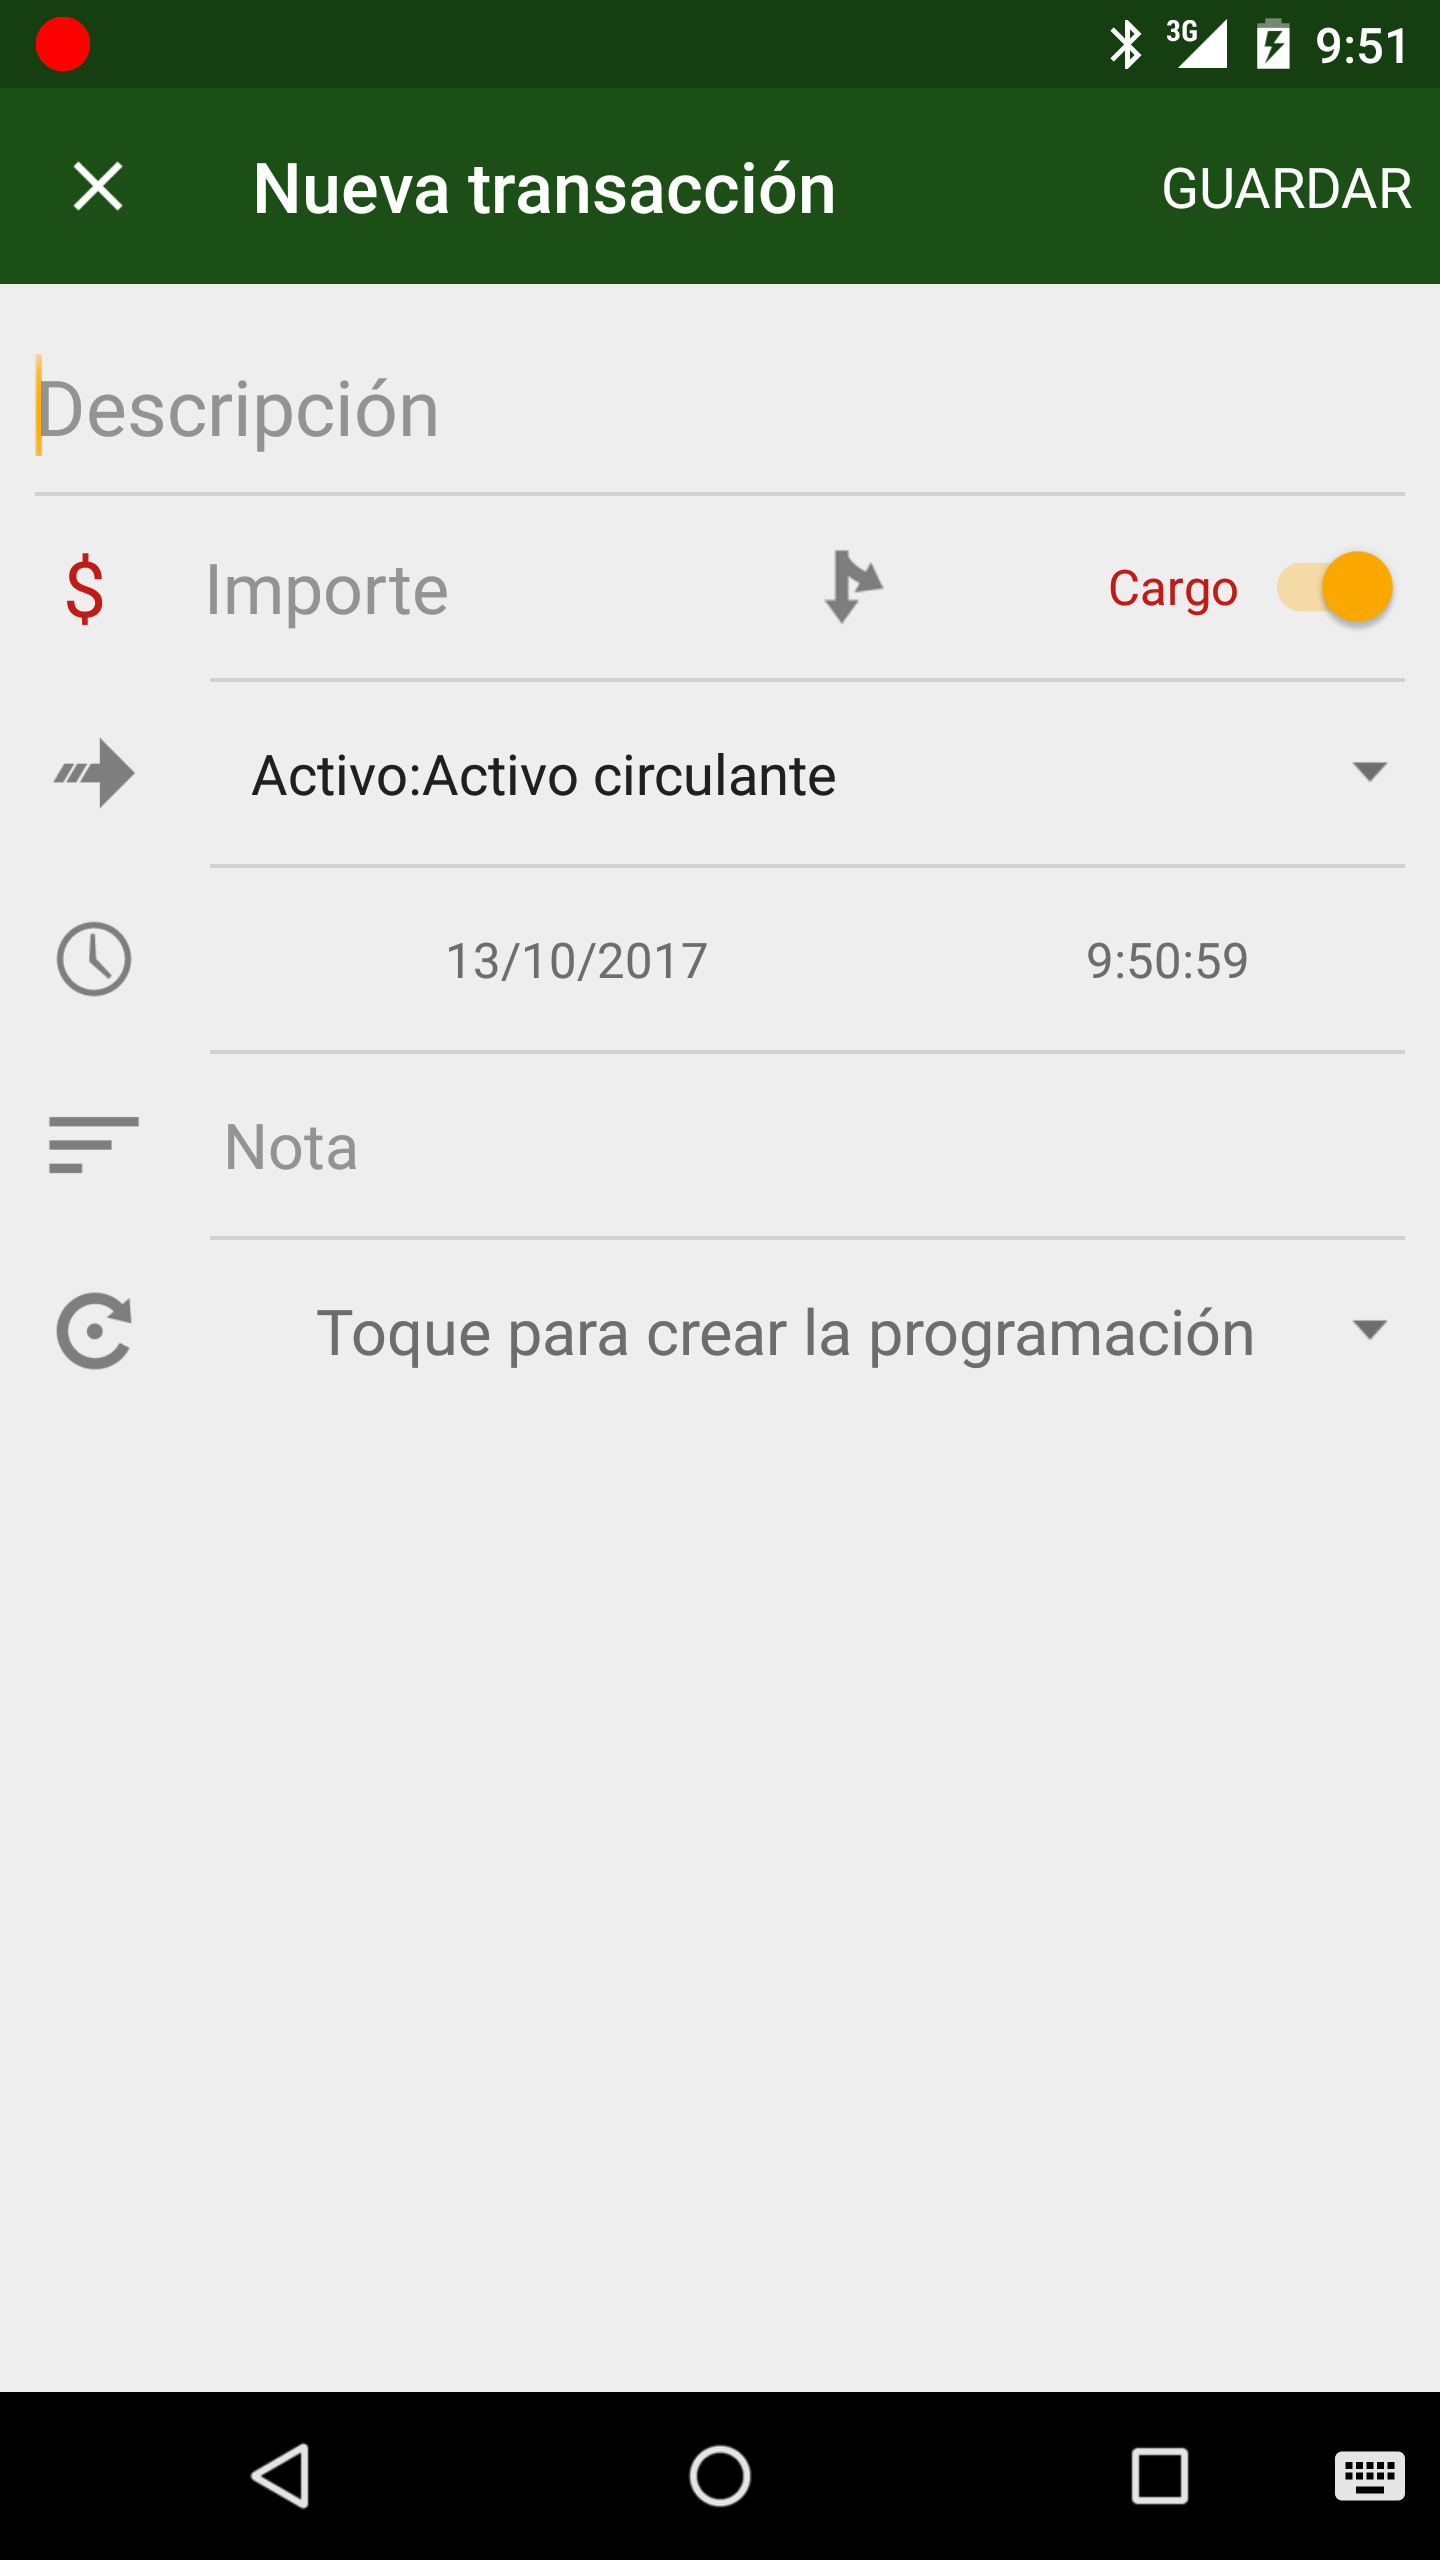 3G 9:51
Nueva transacción GUARDAR
Descripción
$ Importe Cargo
Activo:Activo circulante
13/10/2017 9:50:59
Nota
Toque para crear la programación